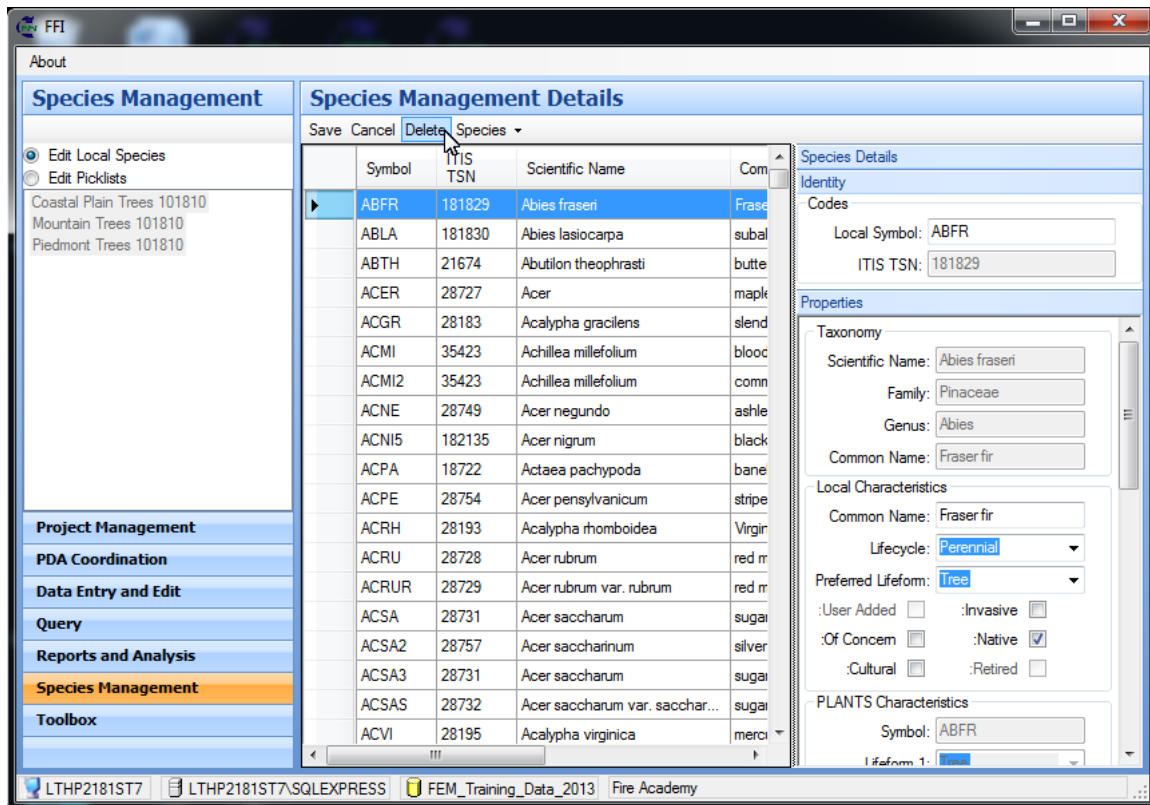 FFI
About
Species Management
Edit Local Species
Edit Picklists
Coastal Plain Trees 101810
Mountain Trees 101810
Piedmont Trees 101810
Project Management
PDA Coordination
Data Entry and Edit
Query
Reports and Analysis
Species Management
Toolbox
Species Management Details
Save Cancel Delete Species
Symbol ITIS TSN Scientific Name Com
ABFR 181829 Abies fraseri Frase
ABLA 181830 Abies lasiocarpa subal
ABTH 21674 Abutilon theophrasti butte
ACER 28727 Acer maple
ACGR 28183 Acalypha gracilens slend
ACMI 35423 Achillea millefolium blood
ACMI2 35423 Achillea millefolium comm
ACNE 28749 Acer negundo ashle
ACNI5 182135 Acer nigrum black
ACPA 18722 Actaea pachypoda bane
ACPE 28754 Acer pensylvanicum stripe
ACRH 28193 Acalypha rhomboidea Virgin
ACRU 28728 Acer rubrum red m
ACRUR 28729 Acer rubrum var. rubrum red m
ACSA 28731 Acer saccharum sugar
ACSA2 28757 Acer saccharinum silver
ACSA3 28731 Acer saccharum sugar
ACSAS 28732 Acer saccharum var. sacchar... sugar
ACVI 28195 Acalypha virginica mercu
Species Details
Identity
Codes
Local Symbol: ABFR
ITIS TSN: 181829
Properties
Taxonomy
Scientific Name: Abies fraseri
Family: Pinaceae
Genus: Abies
Common Name: Fraser fir
Local Characteristics
Common Name: Fraser fir
Lifecycle: Perennial
Preferred Lifeform: Tree
:User Added :Invasive
:Of Concern :Native
:Cultural :Retired
PLANTS Characteristics
Symbol: ABFR
Lifeform 1: Tree
LTHP2181ST7 LTHP2181ST7\SQLEXPRESS FEM_Training_Data_2013 Fire Academy